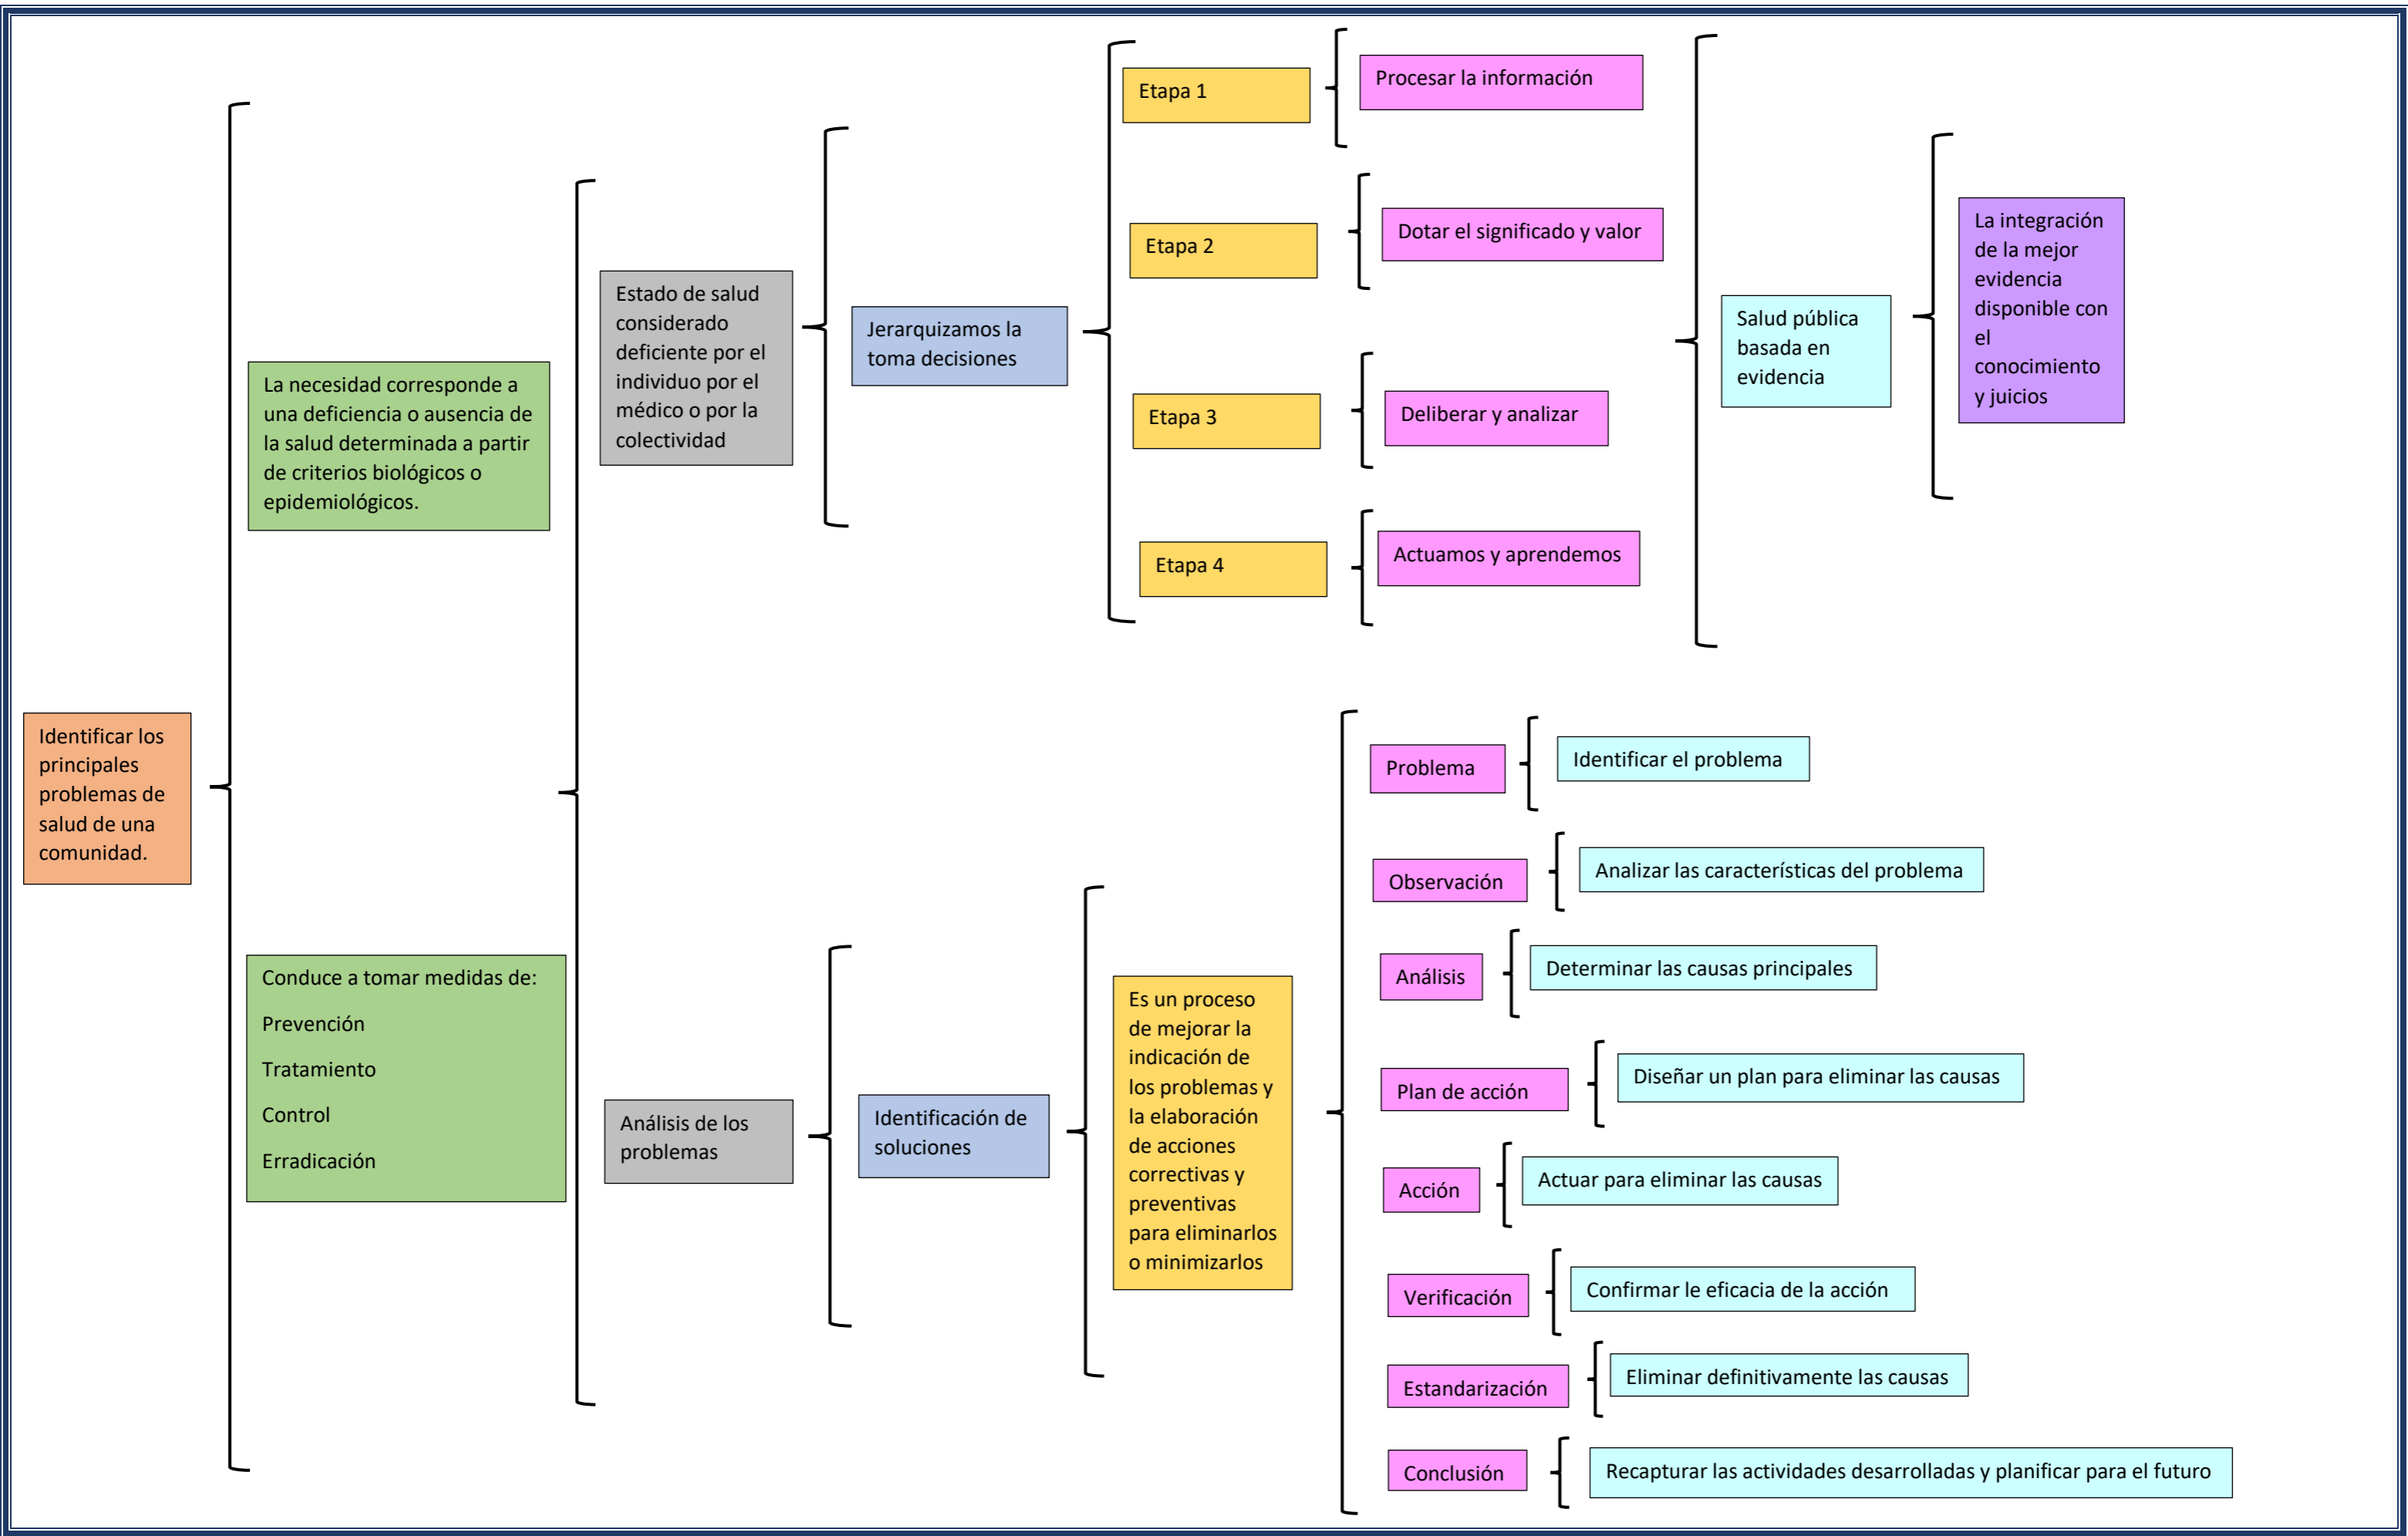 Identificar los
principales
problemas de
salud de una
comunidad.
La necesidad corresponde a
una deficiencia o ausencia de
la salud determinada a partir
de criterios biológicos o
epidemiológicos.
Conduce a tomar medidas de:
Prevención
Tratamiento
Control
Erradicación
Estado de salud
considerado
deficiente por el
individuo por el
médico o por la
colectividad
Jerarquizamos la
toma decisiones
Etapa 1
Procesar la información
Etapa 2
Dotar el significado y valor
Etapa 3
Deliberar y analizar
Etapa 4
Actuamos y aprendemos
Salud pública
basada en
evidencia
La integración
de la mejor
evidencia
disponible con
el
conocimiento
y juicios
Análisis de los
problemas
Identificación de
soluciones
Es un proceso
de mejorar la
indicación de
los problemas y
la elaboración
de acciones
correctivas y
preventivas
para eliminarlos
o minimizarlos
Problema
Identificar el problema
Observación
Analizar las características del problema
Análisis
Determinar las causas principales
Plan de acción
Diseñar un plan para eliminar las causas
Acción
Actuar para eliminar las causas
Verificación
Confirmar le eficacia de la acción
Estandarización
Eliminar definitivamente las causas
Conclusión
Recapturar las actividades desarrolladas y planificar para el futuro